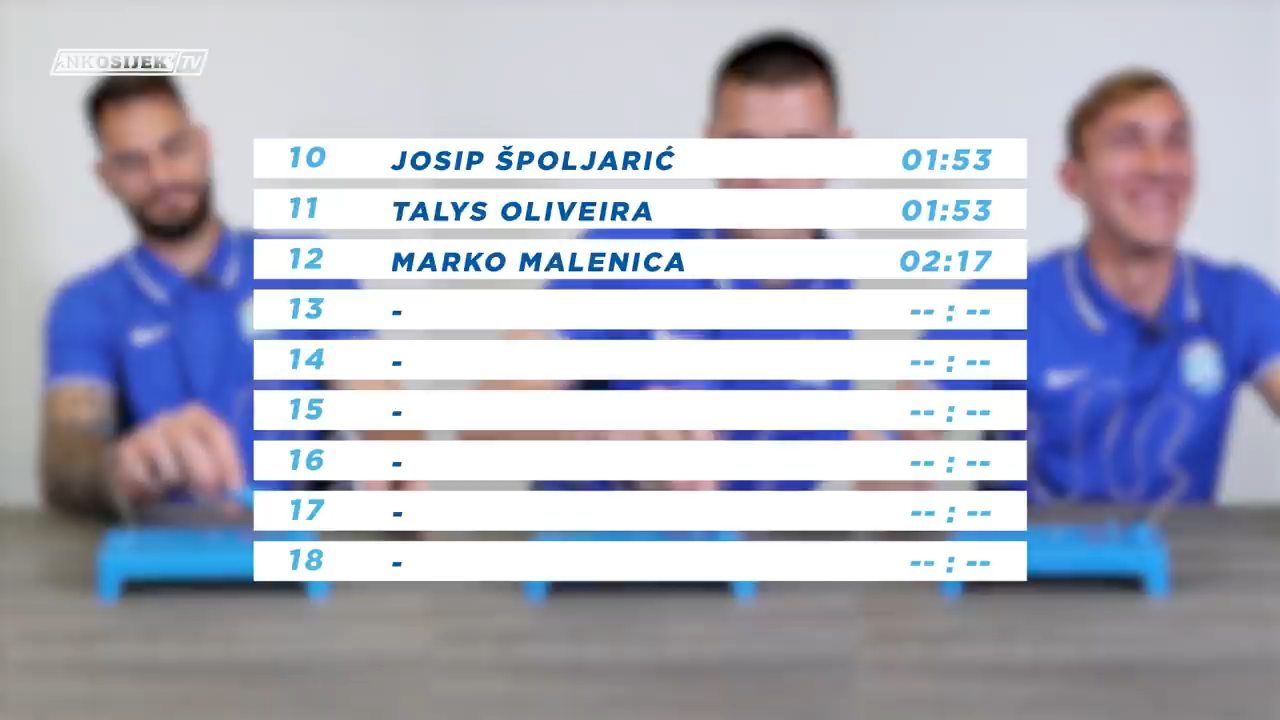 NKOSIJEK TV
10 JOSIP ŠPOLJARIĆ 01:53
11 TALYS OLIVEIRA 01:53
12 MARKO MALENICA 02:17
13 - -- : --
14 - -- : --
15 - -- : --
16 - -- : --
17 - -- : --
18 - -- : --